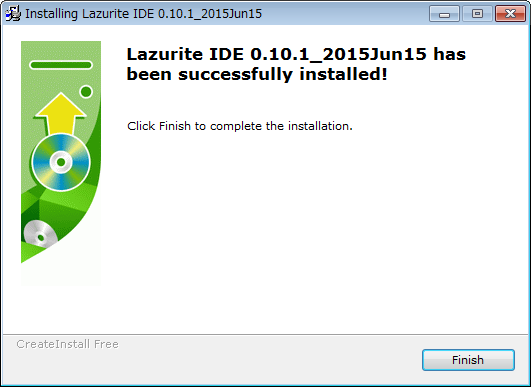 Installing Lazurite IDE 0.10.1_2015Jun15
Lazurite IDE 0.10.1_2015Jun15 has
been successfully installed!
Click Finish to complete the installation.
CreateInstall Free
Finish